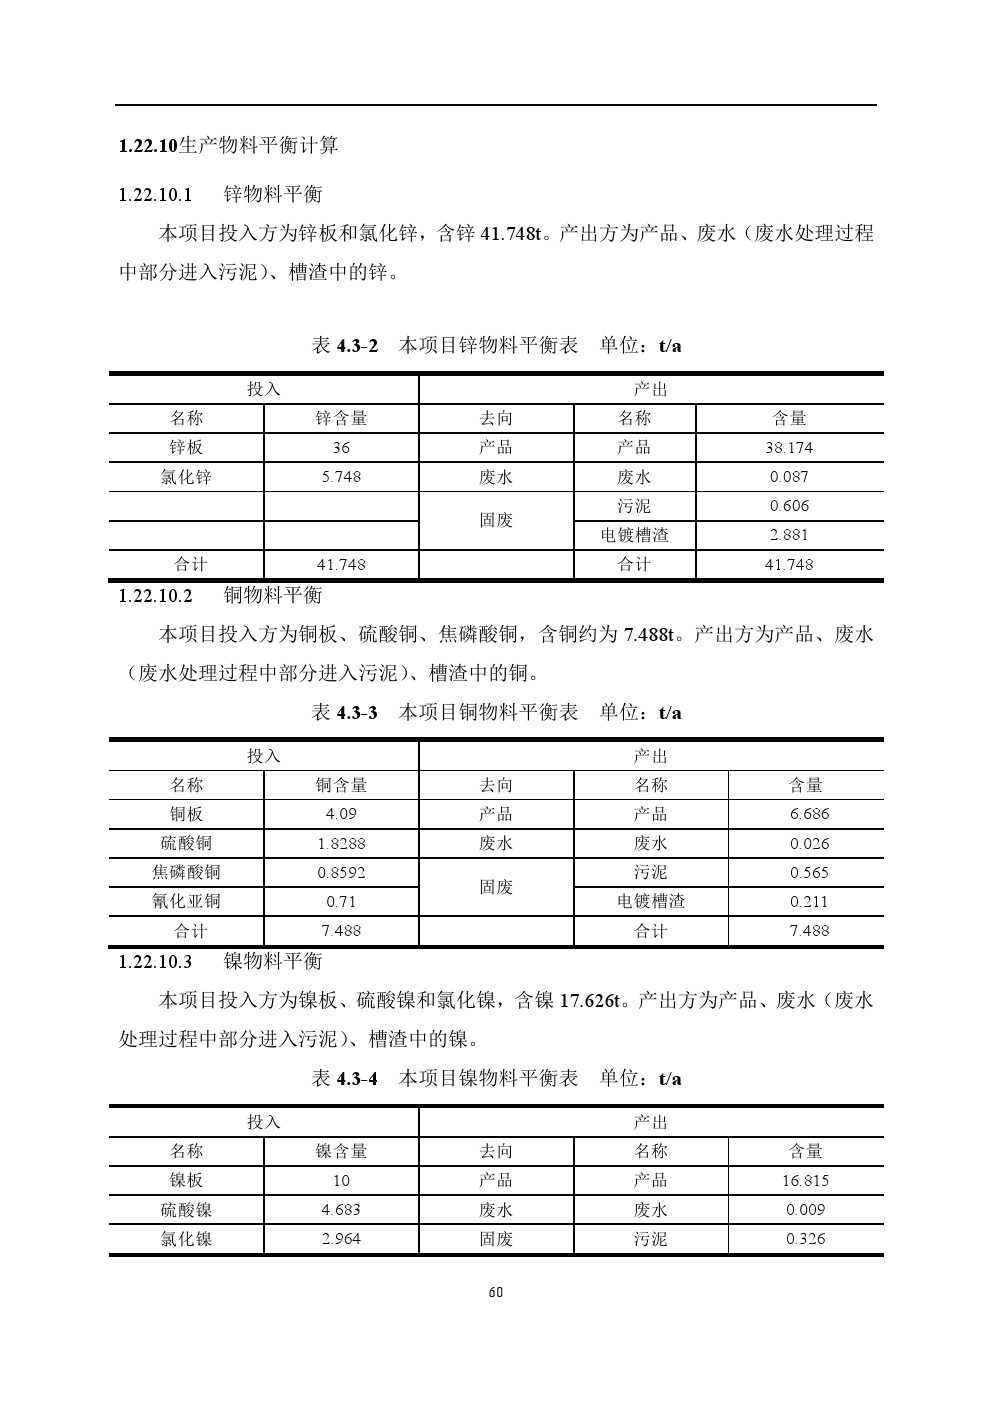 1.22.10生产物料平衡计算
1.22.10.1 锌物料平衡
本项目投入方为锌板和氯化锌，含锌 41.748t。产出方为产品、废水（废水处理过程
中部分进入污泥）、槽渣中的锌。
表 4.3-2 本项目锌物料平衡表 单位：t/a
投入 产出
名称 锌含量 去向 名称 含量
锌板 36 产品 产品 38.174
氯化锌 5.748 废水 废水 0.087
固废 污泥 0.606
电镀槽渣 2.881
合计 41.748 合计 41.748
1.22.10.2 铜物料平衡
本项目投入方为铜板、硫酸铜、焦磷酸铜，含铜约为 7.488t。产出方为产品、废水
（废水处理过程中部分进入污泥）、槽渣中的铜。
表 4.3-3 本项目铜物料平衡表 单位：t/a
投入 产出
名称 铜含量 去向 名称 含量
铜板 4.09 产品 产品 6.686
硫酸铜 1.8288 废水 废水 0.026
焦磷酸铜 0.8592 固废 污泥 0.565
氰化亚铜 0.71 电镀槽渣 0.211
合计 7.488 合计 7.488
1.22.10.3 镍物料平衡
本项目投入方为镍板、硫酸镍和氯化镍，含镍 17.626t。产出方为产品、废水（废水
处理过程中部分进入污泥）、槽渣中的镍。
表 4.3-4 本项目镍物料平衡表 单位：t/a
投入 产出
名称 镍含量 去向 名称 含量
镍板 10 产品 产品 16.815
硫酸镍 4.683 废水 废水 0.009
氯化镍 2.964 固废 污泥 0.326
60